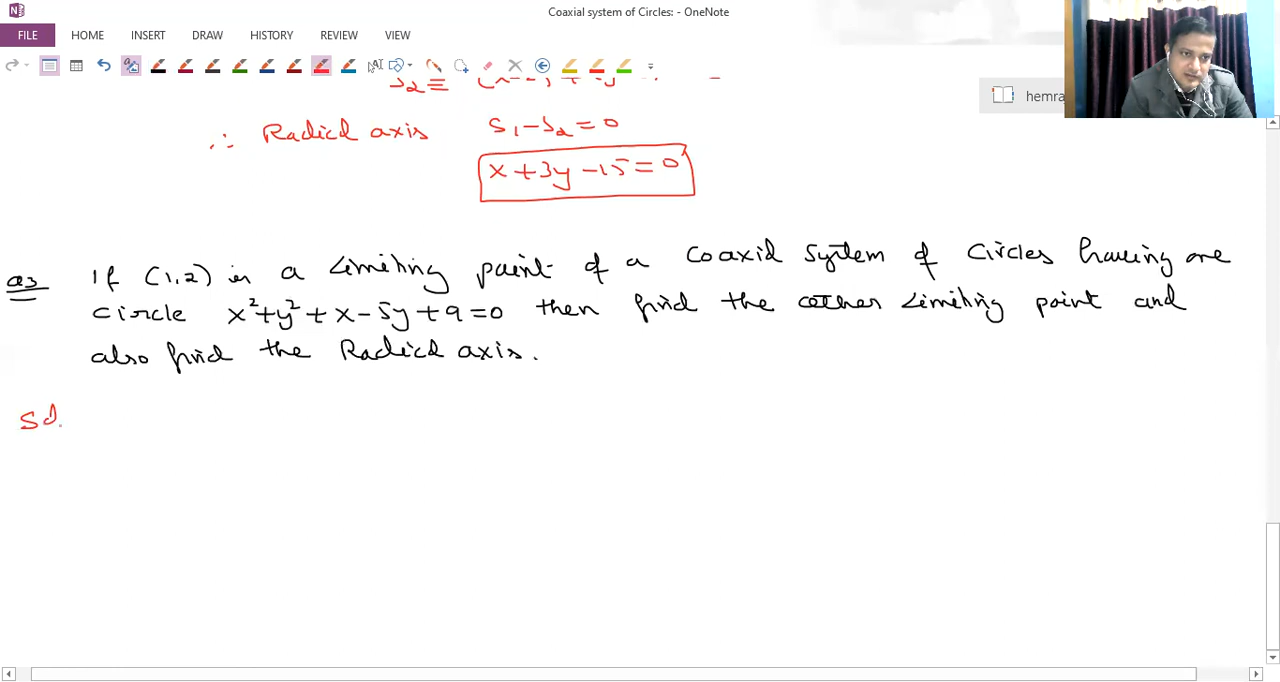 Coaxial system of Circles: - OneNote
FILE HOME INSERT DRAW HISTORY REVIEW VIEW
hemra
∴ Radical axis S₁ - S₂ = 0
x + 3y - 15 = 0
Q3 If (1,2) is a Limiting point of a Coaxial System of Circles having one
circle x² + y² + x - 5y + 9 = 0 then find the other Limiting point and
also find the Radical axis.
Sol.